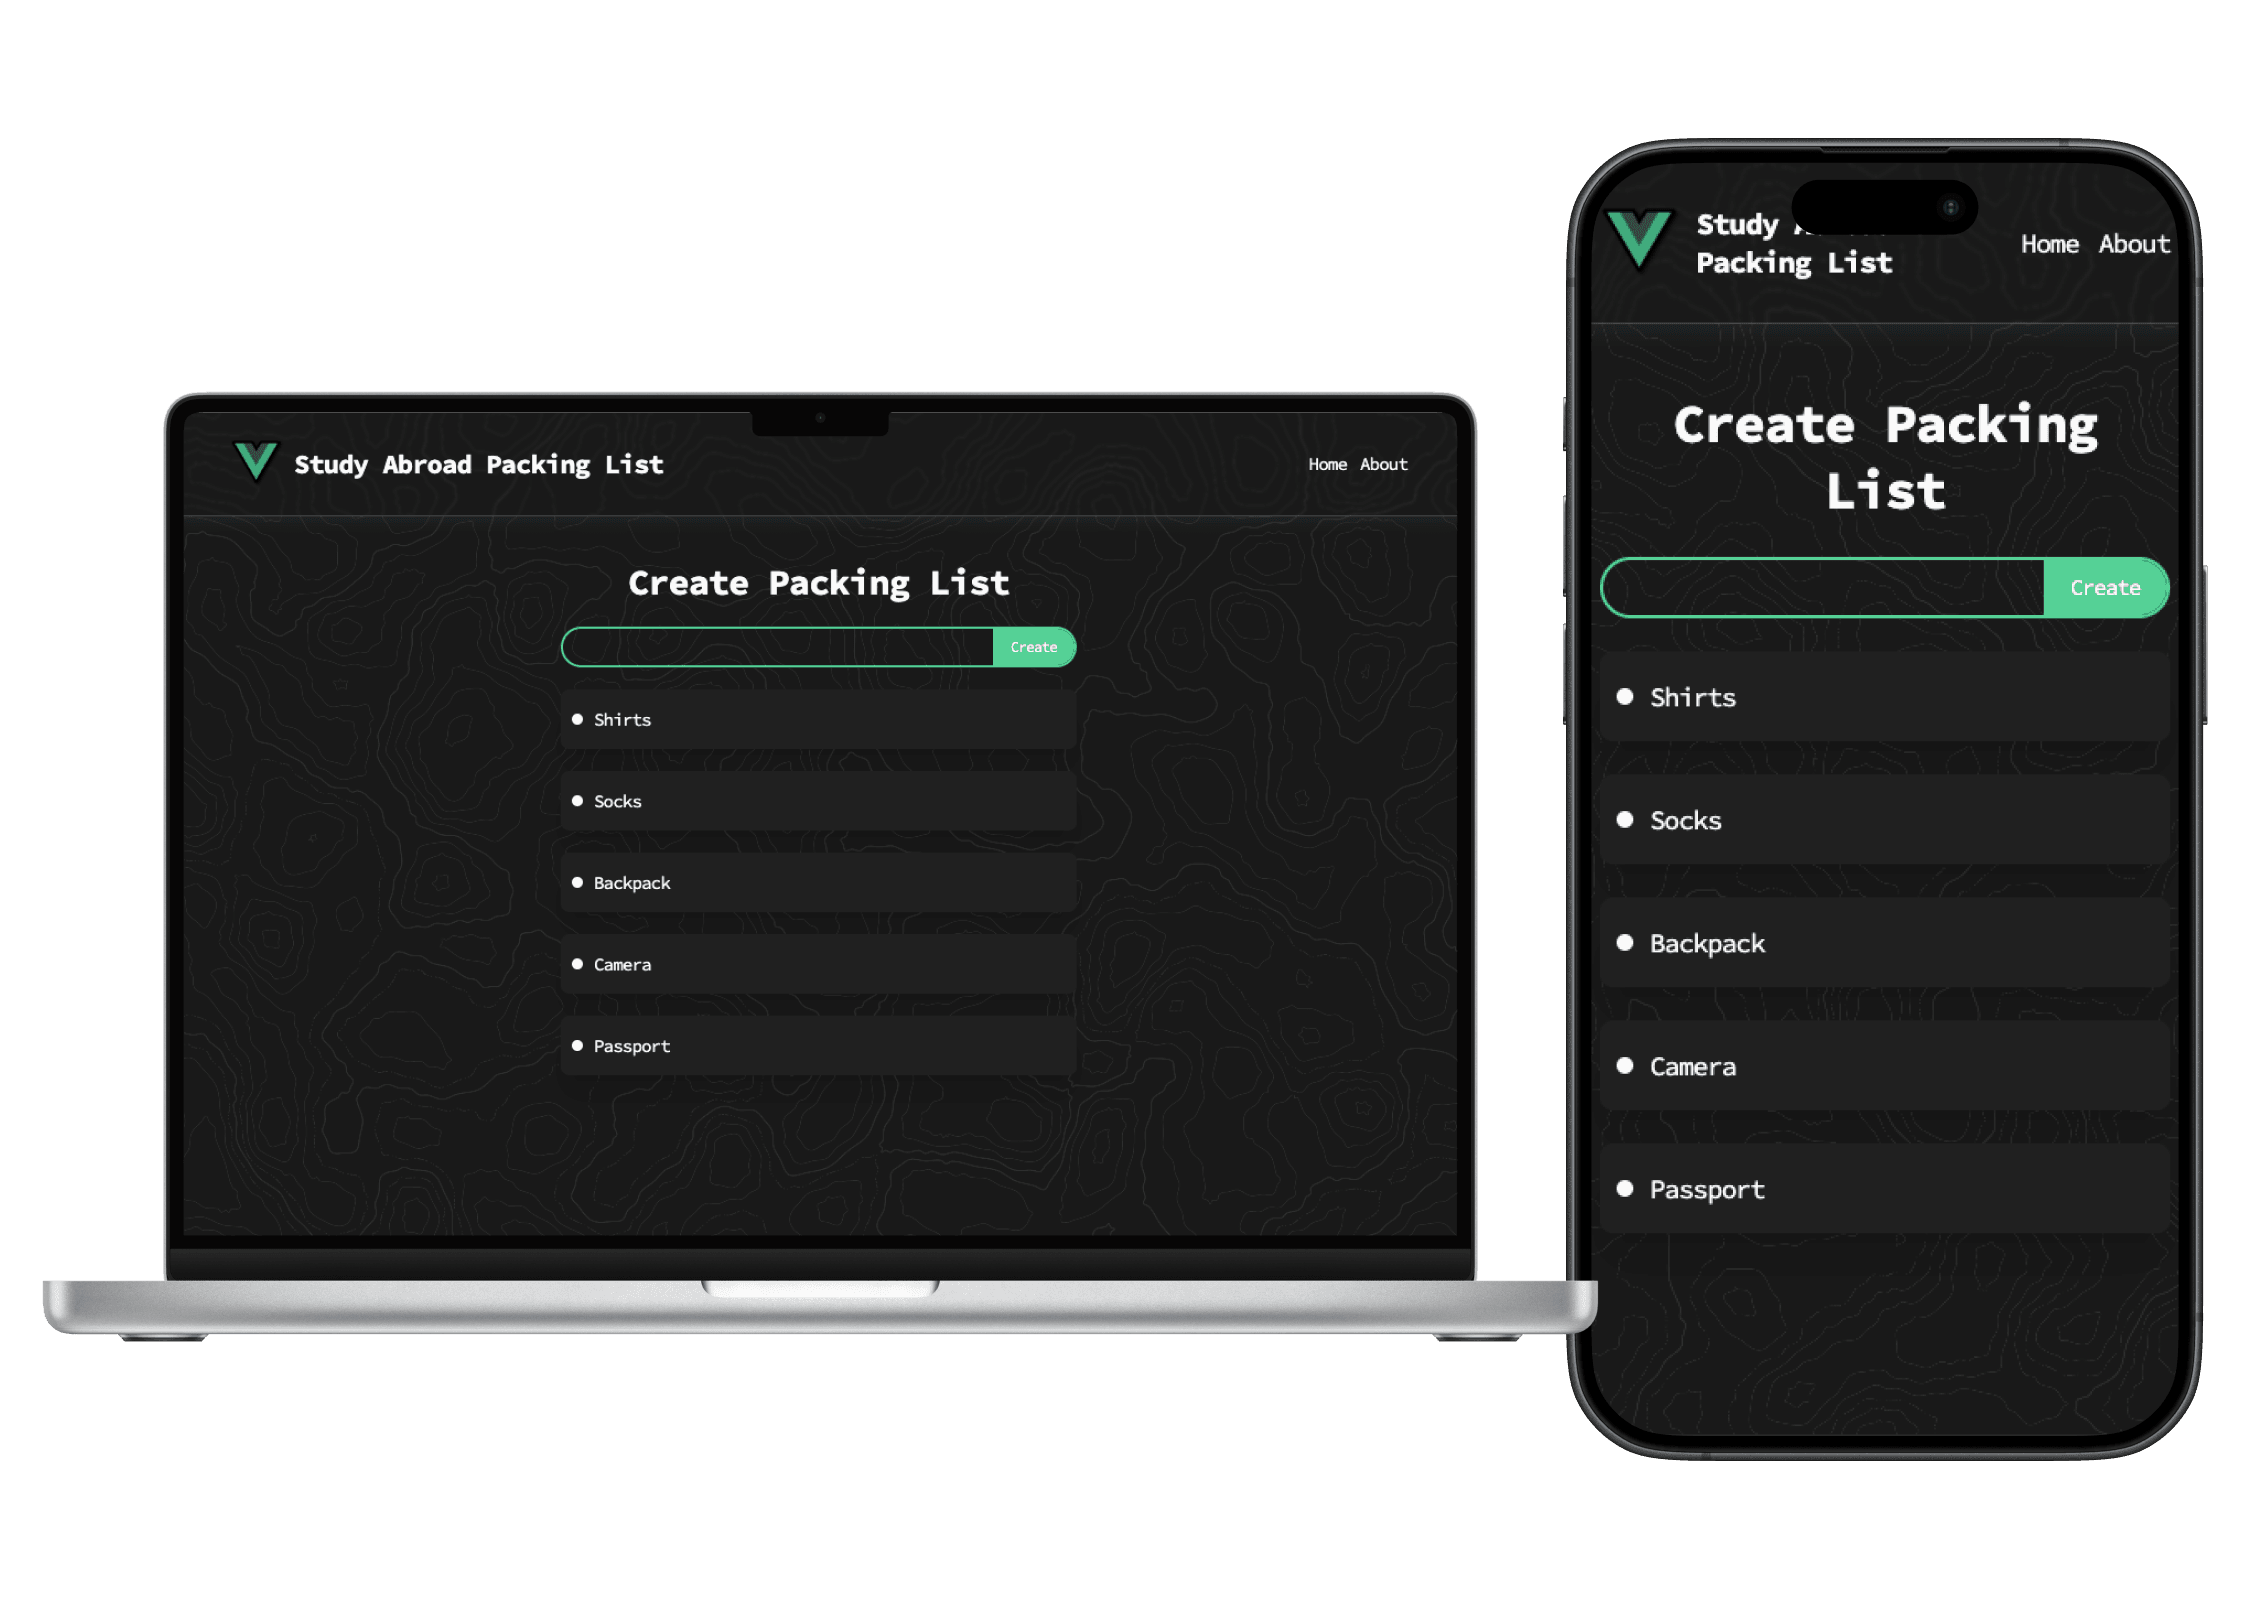 Study Abroad Packing List
Home About
Create Packing List
Create
Shirts
Socks
Backpack
Camera
Passport
Study
Packing List
Home About
Create Packing
List
Create
Shirts
Socks
Backpack
Camera
Passport